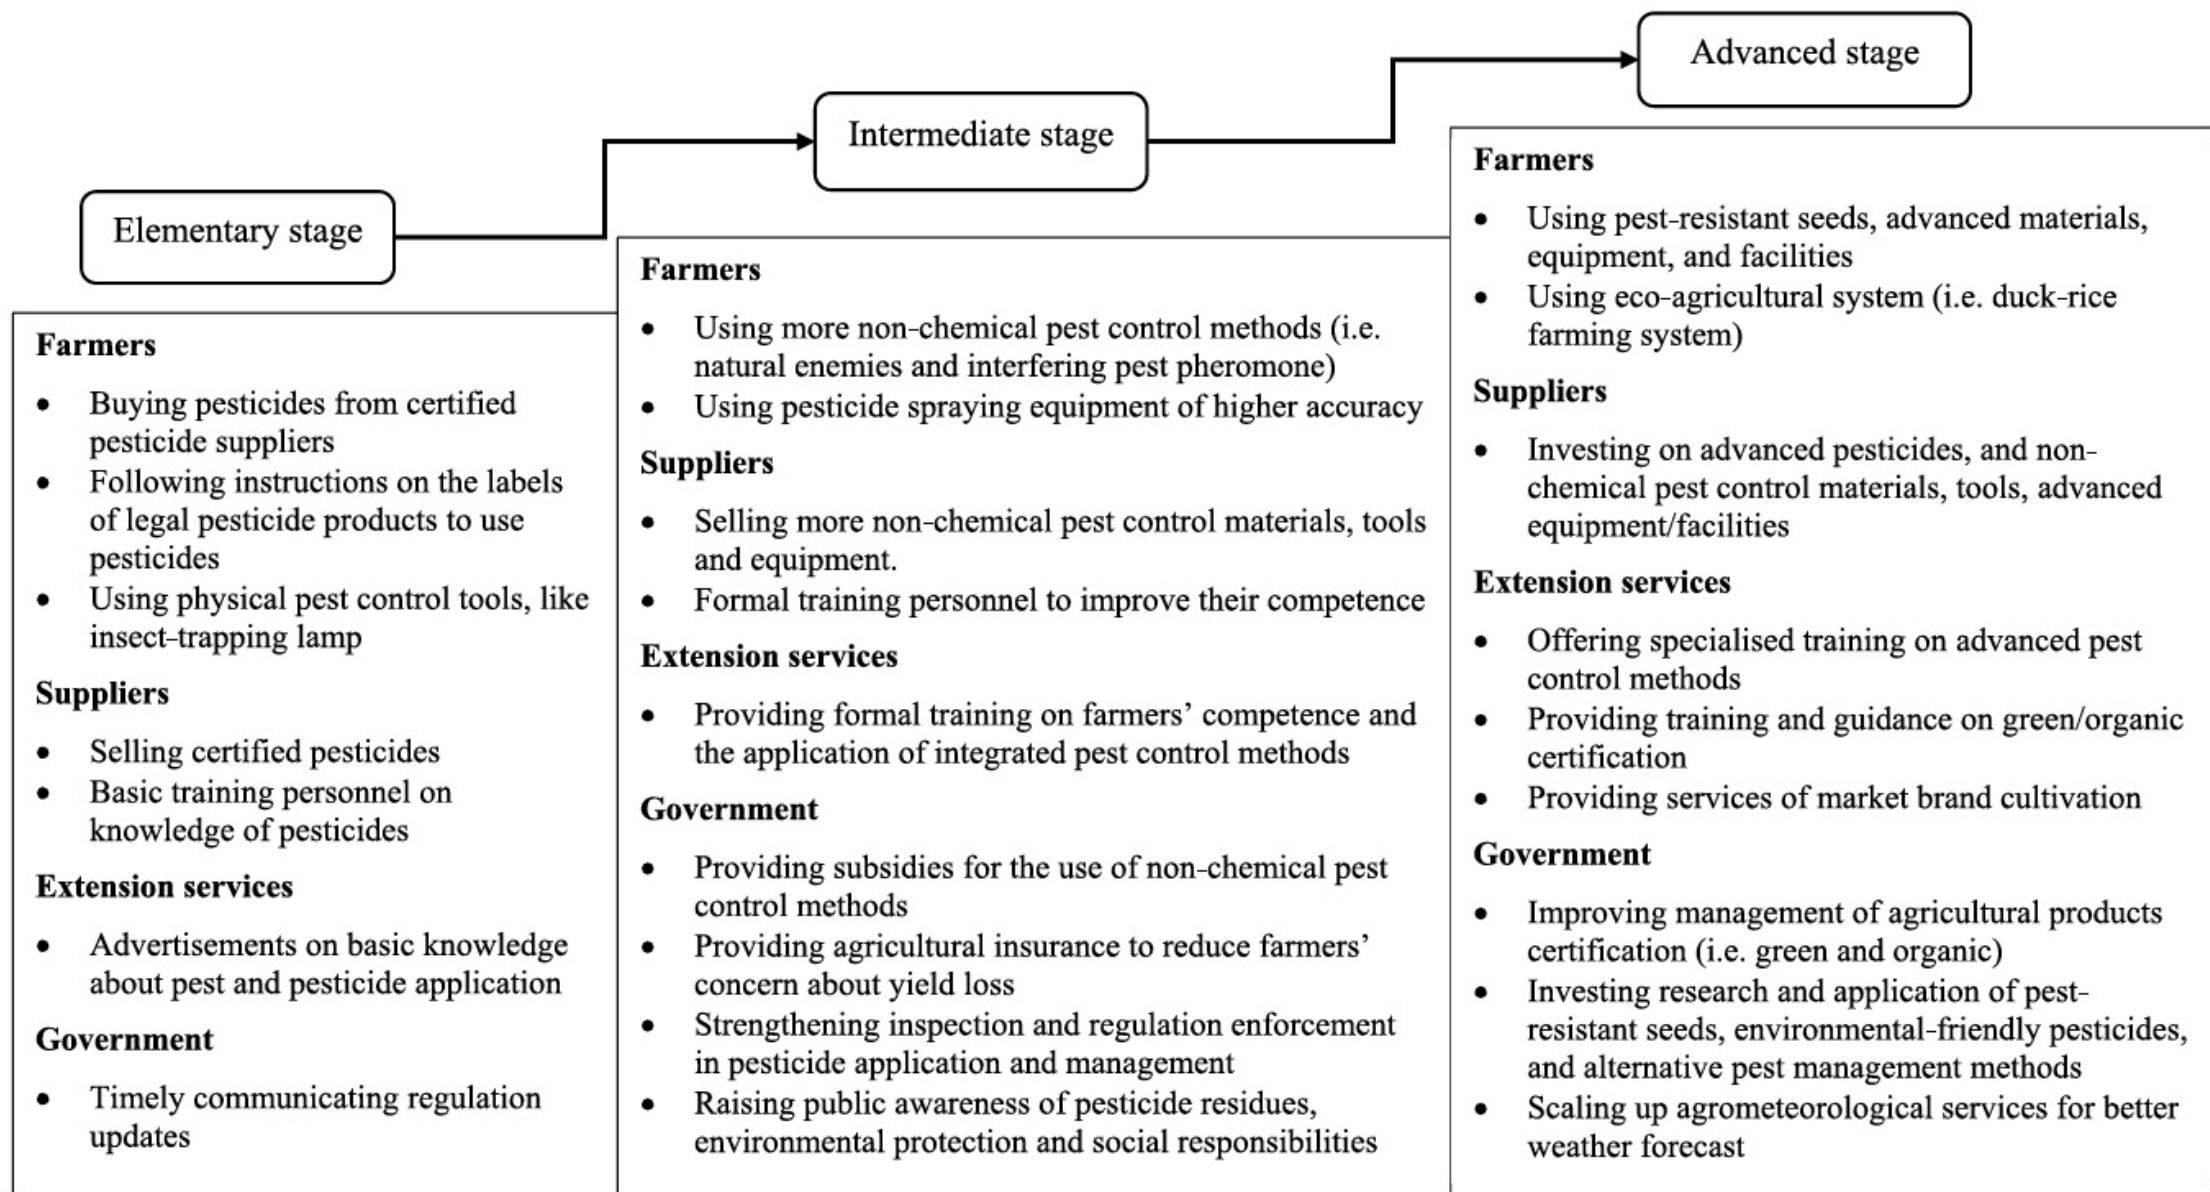 Elementary stage
Farmers
• Buying pesticides from certified
pesticide suppliers
• Following instructions on the labels
of legal pesticide products to use
pesticides
• Using physical pest control tools, like
insect-trapping lamp
Suppliers
• Selling certified pesticides
• Basic training personnel on
knowledge of pesticides
Extension services
• Advertisements on basic knowledge
about pest and pesticide application
Government
• Timely communicating regulation
updates
Intermediate stage
Farmers
• Using more non-chemical pest control methods (i.e.
natural enemies and interfering pest pheromone)
• Using pesticide spraying equipment of higher accuracy
Suppliers
• Selling more non-chemical pest control materials, tools
and equipment.
• Formal training personnel to improve their competence
Extension services
• Providing formal training on farmers’ competence and
the application of integrated pest control methods
Government
• Providing subsidies for the use of non-chemical pest
control methods
• Providing agricultural insurance to reduce farmers’
concern about yield loss
• Strengthening inspection and regulation enforcement
in pesticide application and management
• Raising public awareness of pesticide residues,
environmental protection and social responsibilities
Advanced stage
Farmers
• Using pest-resistant seeds, advanced materials,
equipment, and facilities
• Using eco-agricultural system (i.e. duck-rice
farming system)
Suppliers
• Investing on advanced pesticides, and non-
chemical pest control materials, tools, advanced
equipment/facilities
Extension services
• Offering specialised training on advanced pest
control methods
• Providing training and guidance on green/organic
certification
• Providing services of market brand cultivation
Government
• Improving management of agricultural products
certification (i.e. green and organic)
• Investing research and application of pest-
resistant seeds, environmental-friendly pesticides,
and alternative pest management methods
• Scaling up agrometeorological services for better
weather forecast